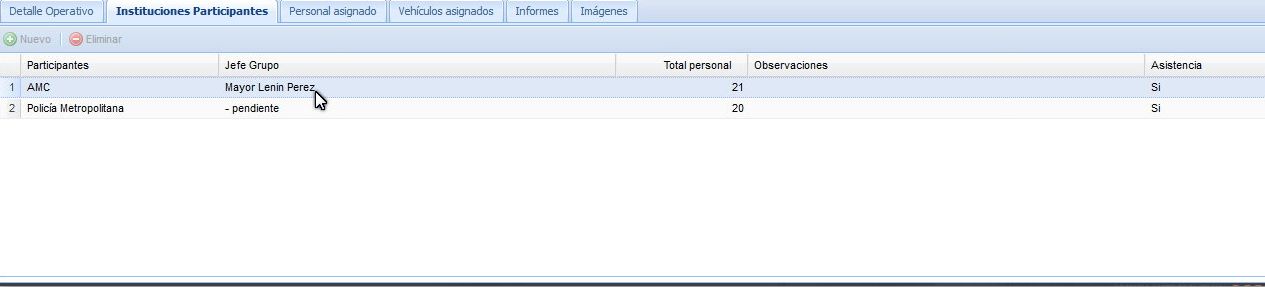 Detalle Operativo Instituciones Participantes Personal asignado Vehículos asignados Informes Imágenes
Nuevo Eliminar
Participantes Jefe Grupo Total personal Observaciones Asistencia
1 AMC Mayor Lenín Perez 21 Si
2 Policía Metropolitana - pendiente 20 Si